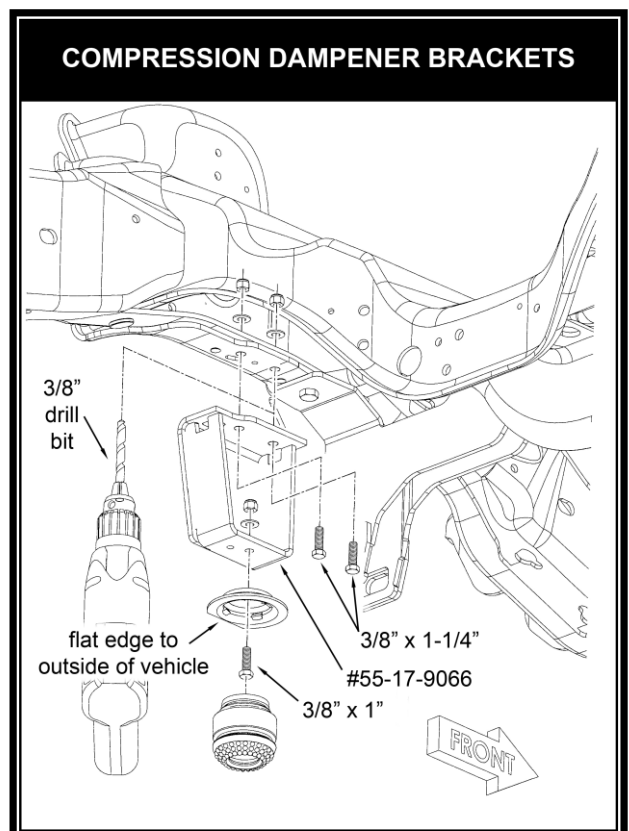 COMPRESSION DAMPENER BRACKETS
3/8”
drill
bit
flat edge to
outside of vehicle
3/8” x 1-1/4”
#55-17-9066
3/8” x 1”
FRONT